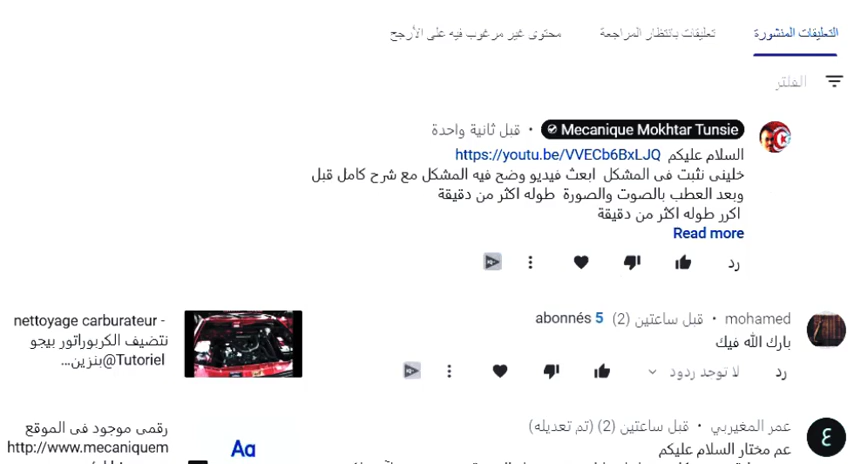 التعليقات المنشورة
تعليقات بانتظار المراجعة
محتوى غير مرغوب فيه على الأرجح
الفلتر
Mecanique Mokhtar Tunsie • قبل ثانية واحدة
السلام عليكم https://youtu.be/VVECb6BxLJQ
خليني نثبت فى المشكل ابعث فيديو وضح فيه المشكل مع شرح كامل قبل
وبعد العطب بالصوت والصورة طوله اكثر من دقيقة
اكرر طوله اكثر من دقيقة
Read more
رد
mohamed • قبل ساعتين (2) abonnés 5
بارك الله فيك
رد
لا توجد ردود
nettoyage carburateur -
نتضيف الكربوراتور بيجو
بنزين@Tutoriel...
عمر المغيربي • قبل ساعتين (2) (تم تعديله)
عم مختار السلام عليكم
ع
رقمى موجود فى الموقع
http://www.mecaniquem
Aa